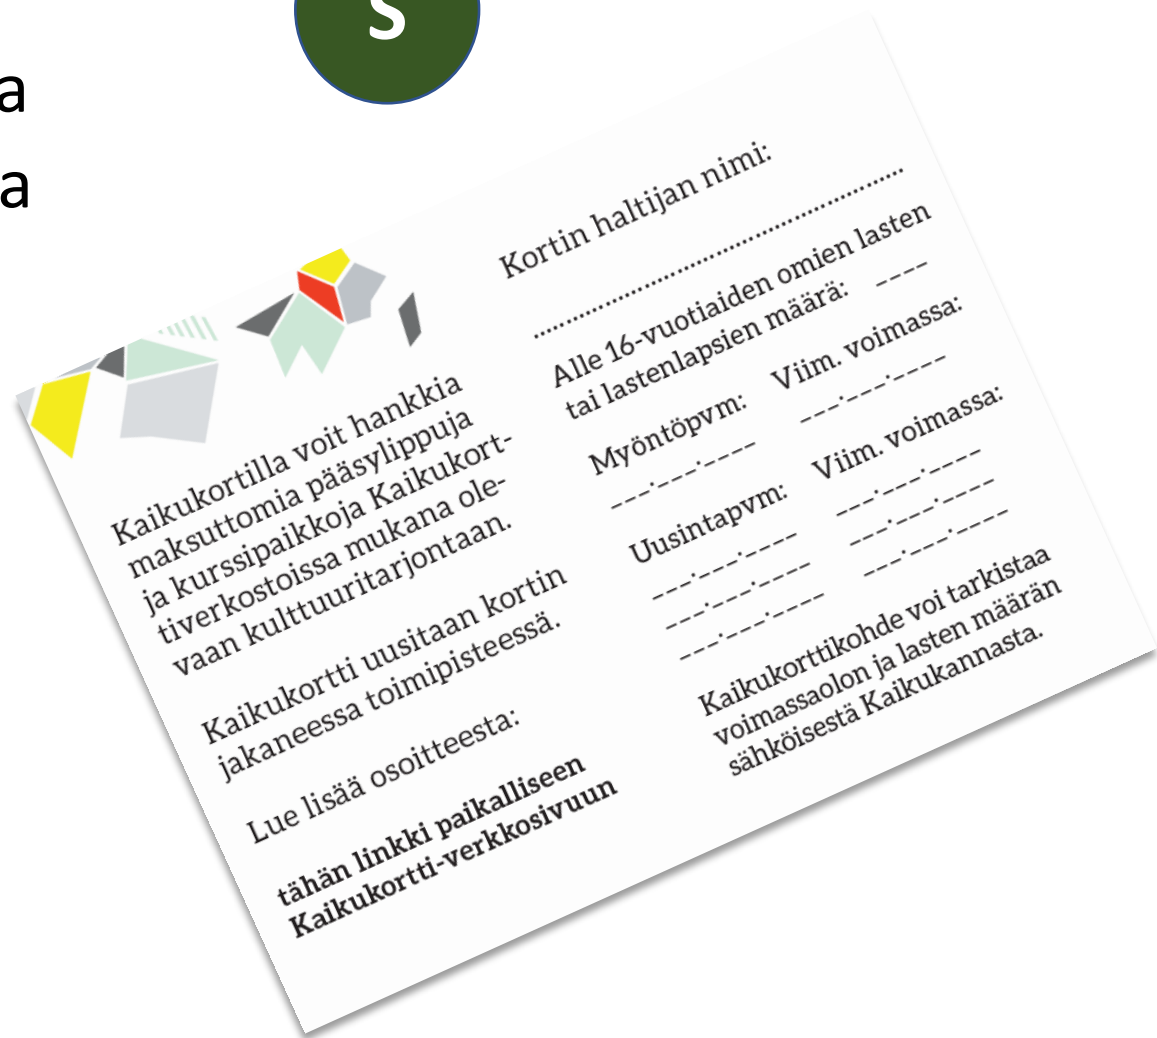 S
a
a
Kaikukortilla voit hankkia
maksuttomia pääsylippuja
ja kurssipaikkoja Kaikukort-
tiverkostoissa mukana ole-
vaan kulttuuritarjontaan.
Kaikukortti uusitaan kortin
jakaneessa toimipisteessä.
Lue lisää osoitteesta:
tähän linkki paikalliseen
Kaikukortti-verkkosivuun
Kortin haltijan nimi:
Alle 16-vuotiaiden omien lasten
tai lastenlapsien määrä:
Myöntöpvm: Viim. voimassa:
Uusintapvm: Viim. voimassa:
Kaikukorttikohde voi tarkistaa
voimassaolon ja lasten määrän
sähköisestä Kaikukannasta.